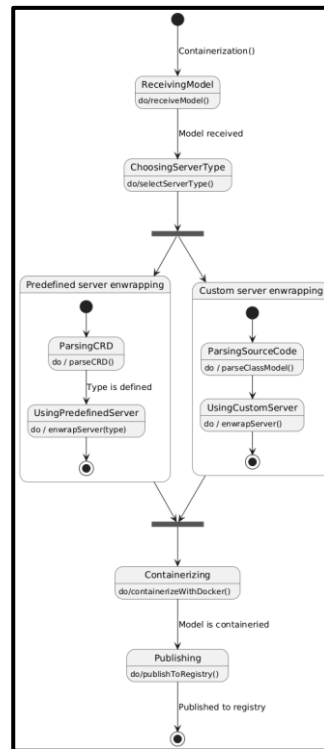 Containerization()
ReceivingModel
do/receiveModel()
Model received
ChoosingServerType
do/selectServerType()
Predefined server enwrapping
ParsingCRD
do / parseCRD()
Type is defined
UsingPredefinedServer
do / enwrapServer(type)
Custom server enwrapping
ParsingSourceCode
do / parseClassModel()
UsingCustomServer
do / enwrapServer()
Containerizing
do/containerizeWithDocker()
Model is containeried
Publishing
do/publishToRegistry()
Published to registry